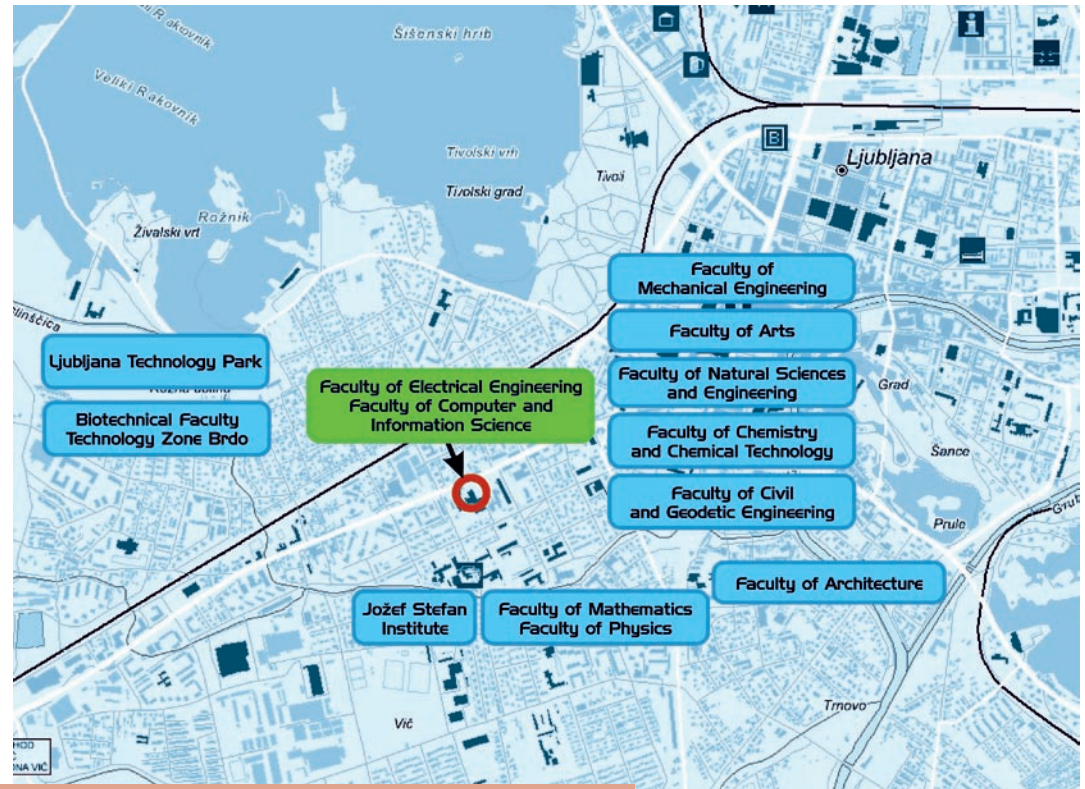 Rakovnik
Šišenski hrib
Veliki Rakovnik
B
Ljubljana
Tivolski vrh
Tivoli
Tivolski grad
Rožnik
Živalski vrt
Faculty of
Mechanical Engineering
Faculty of Arts
Ljubljana Technology Park
Faculty of Natural Sciences
and Engineering
Grad
Faculty of Electrical Engineering
Faculty of Computer and
Information Science
Biotechnical Faculty
Technology Zone Brdo
Faculty of Chemistry
and Chemical Technology
Šance
Faculty of Civil
and Geodetic Engineering
Prule
Faculty of Architecture
Jožef Stefan
Institute
Faculty of Mathematics
Faculty of Physics
Trnovo
Vič
HOD
NA VIČ